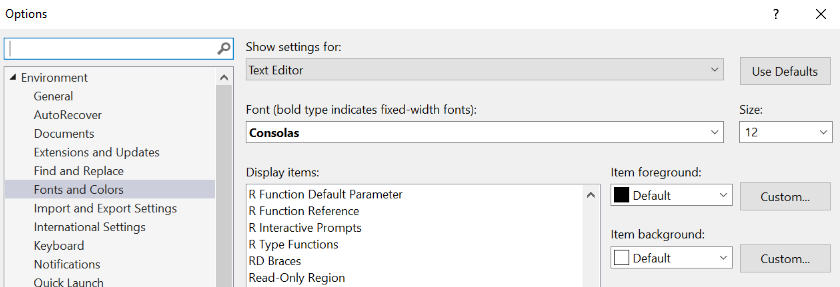 Options
?
Environment
General
AutoRecover
Documents
Extensions and Updates
Find and Replace
Fonts and Colors
Import and Export Settings
International Settings
Keyboard
Notifications
Quick Launch
Show settings for:
Text Editor
Use Defaults
Font (bold type indicates fixed-width fonts):
Size:
Consolas
12
Display items:
R Function Default Parameter
R Function Reference
R Interactive Prompts
R Type Functions
RD Braces
Read-Only Region
Item foreground:
Default
Custom...
Item background:
Default
Custom...